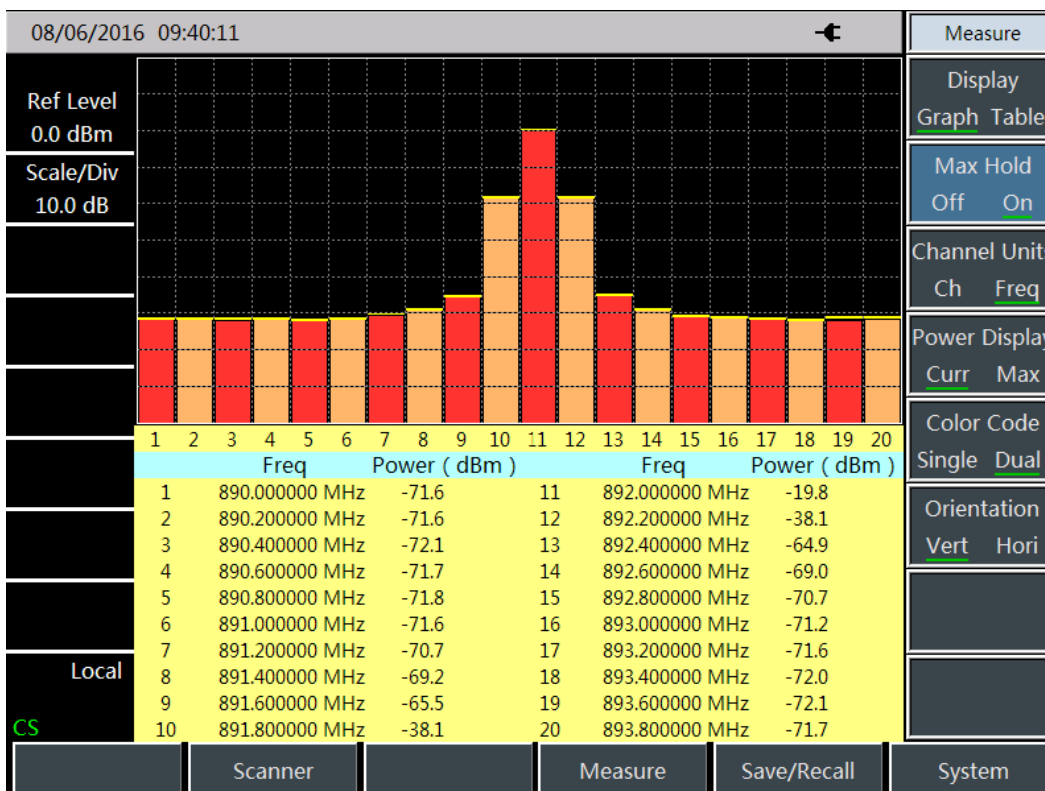 08/06/2016 09:40:11
Measure
Ref Level
0.0 dBm
Scale/Div
10.0 dB
Local
CS
1 2 3 4 5 6 7 8 9 10 11 12 13 14 15 16 17 18 19 20
Freq Power ( dBm ) Freq Power ( dBm )
1 890.000000 MHz -71.6 11 892.000000 MHz -19.8
2 890.200000 MHz -71.6 12 892.200000 MHz -38.1
3 890.400000 MHz -72.1 13 892.400000 MHz -64.9
4 890.600000 MHz -71.7 14 892.600000 MHz -69.0
5 890.800000 MHz -71.8 15 892.800000 MHz -70.7
6 891.000000 MHz -71.6 16 893.000000 MHz -71.2
7 891.200000 MHz -70.7 17 893.200000 MHz -71.6
8 891.400000 MHz -69.2 18 893.400000 MHz -72.0
9 891.600000 MHz -65.5 19 893.600000 MHz -72.1
10 891.800000 MHz -38.1 20 893.800000 MHz -71.7
Display
Graph Table
Max Hold
Off On
Channel Units
Ch Freq
Power Display
Curr Max
Color Code
Single Dual
Orientation
Vert Hori
Scanner Measure Save/Recall System